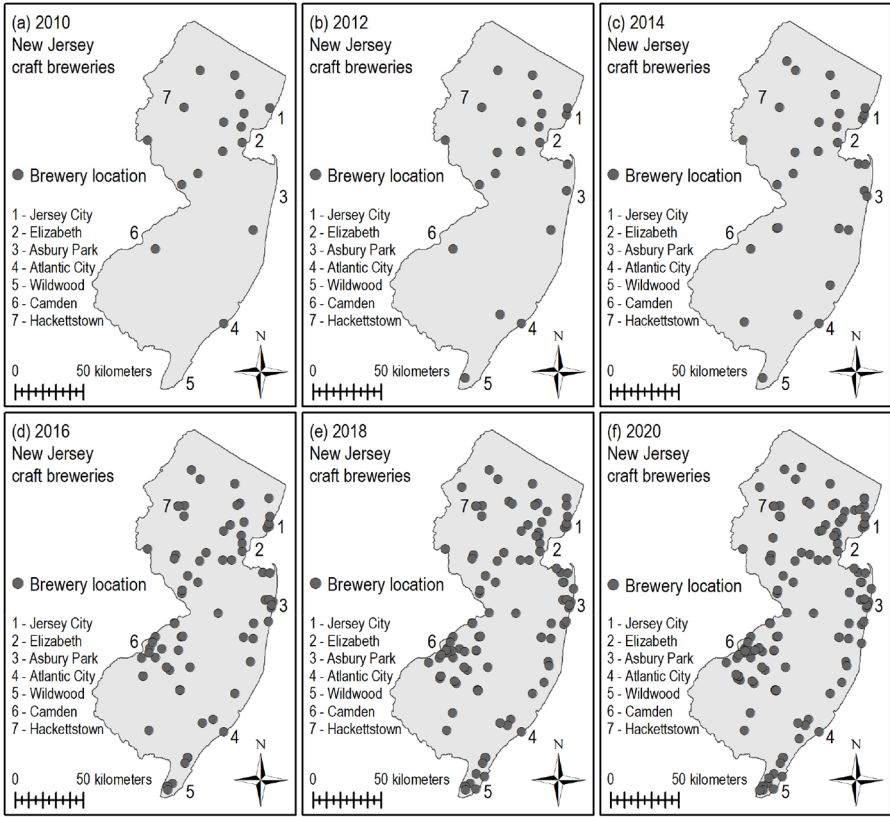 (a) 2010
New Jersey
craft breweries
7
1
2
Brewery location
3
1 - Jersey City
2 - Elizabeth
3 - Asbury Park
4 - Atlantic City
5 - Wildwood
6 - Camden
7 - Hackettstown
6
4
N
0 50 kilometers
5
(b) 2012
New Jersey
craft breweries
7
1
2
Brewery location
3
1 - Jersey City
2 - Elizabeth
3 - Asbury Park
4 - Atlantic City
5 - Wildwood
6 - Camden
7 - Hackettstown
6
4
N
0 50 kilometers
5
(c) 2014
New Jersey
craft breweries
7
1
2
Brewery location
3
1 - Jersey City
2 - Elizabeth
3 - Asbury Park
4 - Atlantic City
5 - Wildwood
6 - Camden
7 - Hackettstown
6
4
N
0 50 kilometers
5
(d) 2016
New Jersey
craft breweries
7
1
2
Brewery location
3
1 - Jersey City
2 - Elizabeth
3 - Asbury Park
4 - Atlantic City
5 - Wildwood
6 - Camden
7 - Hackettstown
6
4
N
0 50 kilometers
5
(e) 2018
New Jersey
craft breweries
7
1
2
Brewery location
3
1 - Jersey City
2 - Elizabeth
3 - Asbury Park
4 - Atlantic City
5 - Wildwood
6 - Camden
7 - Hackettstown
6
4
N
0 50 kilometers
5
(f) 2020
New Jersey
craft breweries
7
1
2
Brewery location
3
1 - Jersey City
2 - Elizabeth
3 - Asbury Park
4 - Atlantic City
5 - Wildwood
6 - Camden
7 - Hackettstown
6
4
N
0 50 kilometers
5